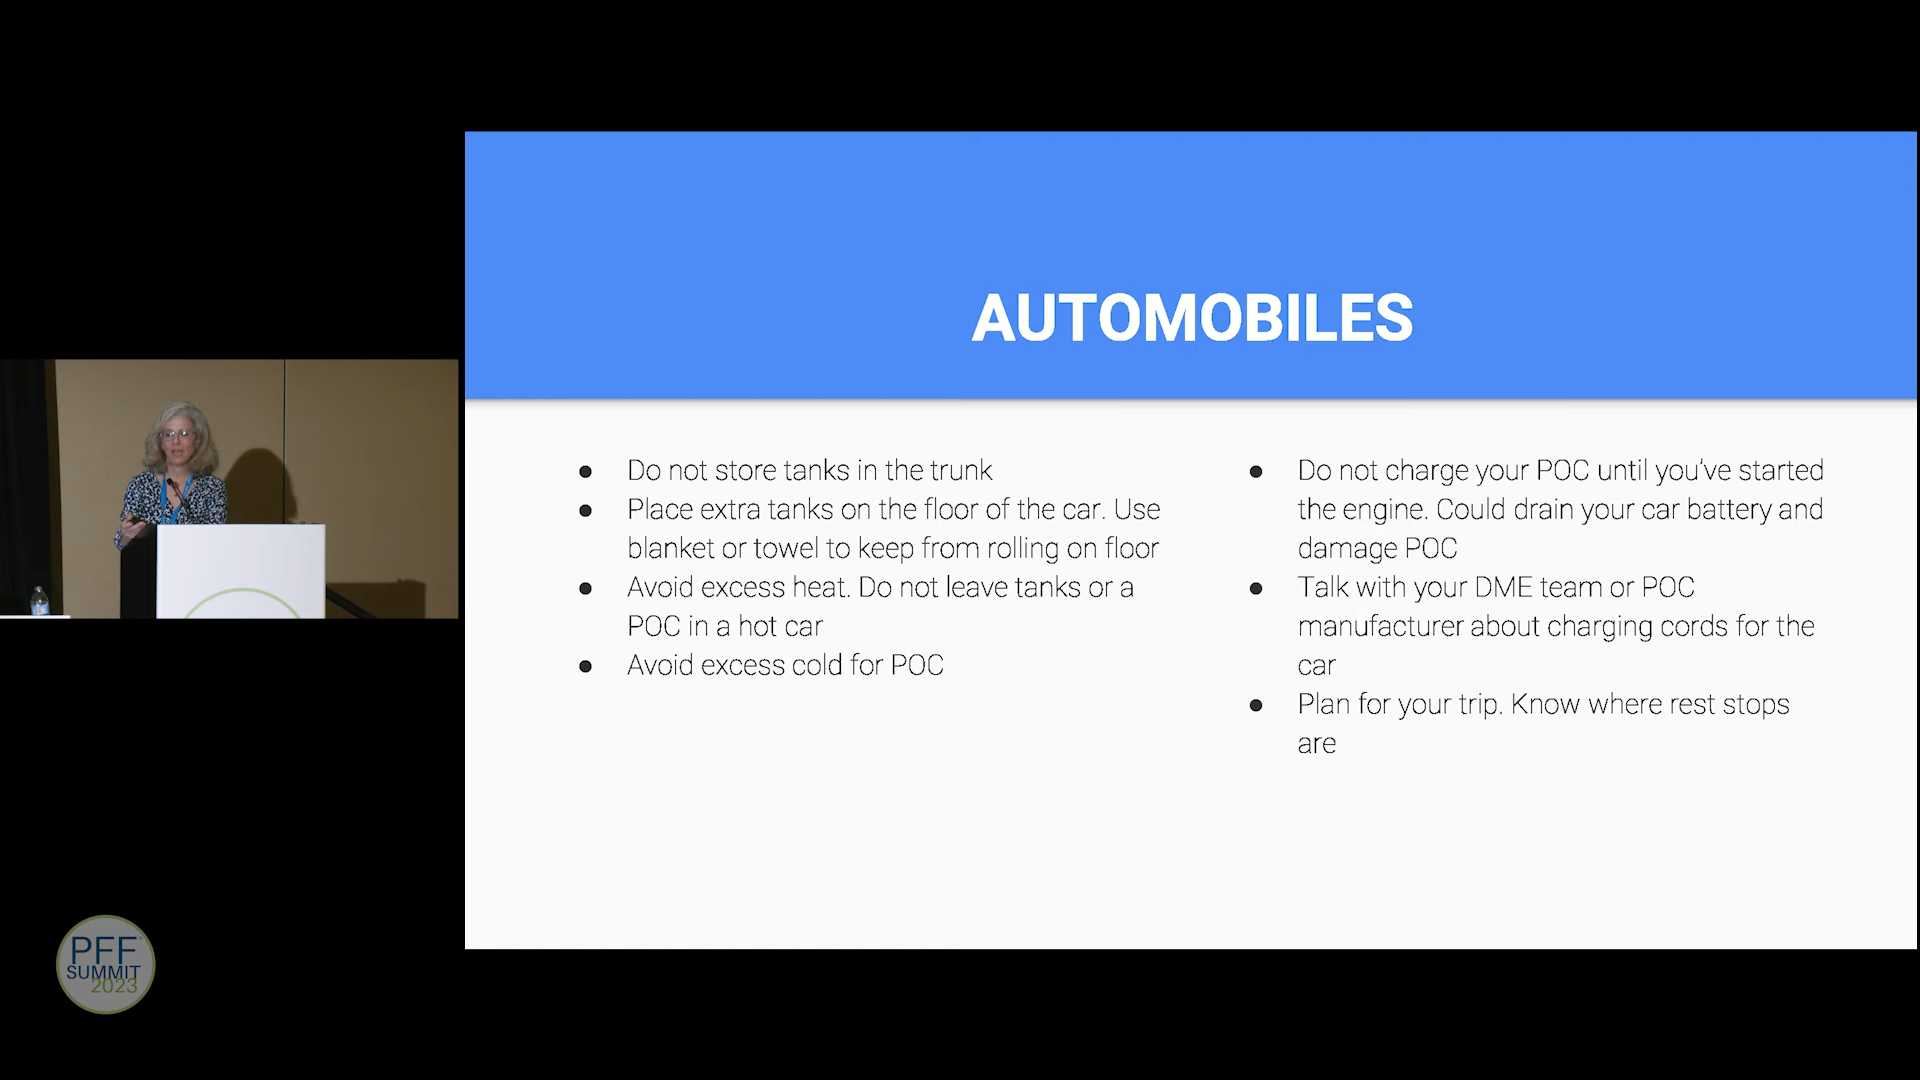 AUTOMOBILES
● Do not store tanks in the trunk
● Place extra tanks on the floor of the car. Use
blanket or towel to keep from rolling on floor
● Avoid excess heat. Do not leave tanks or a
POC in a hot car
● Avoid excess cold for POC
● Do not charge your POC until you've started
the engine. Could drain your car battery and
damage POC
● Talk with your DME team or POC
manufacturer about charging cords for the
car
● Plan for your trip. Know where rest stops
are
PFF
SUMMIT
2023